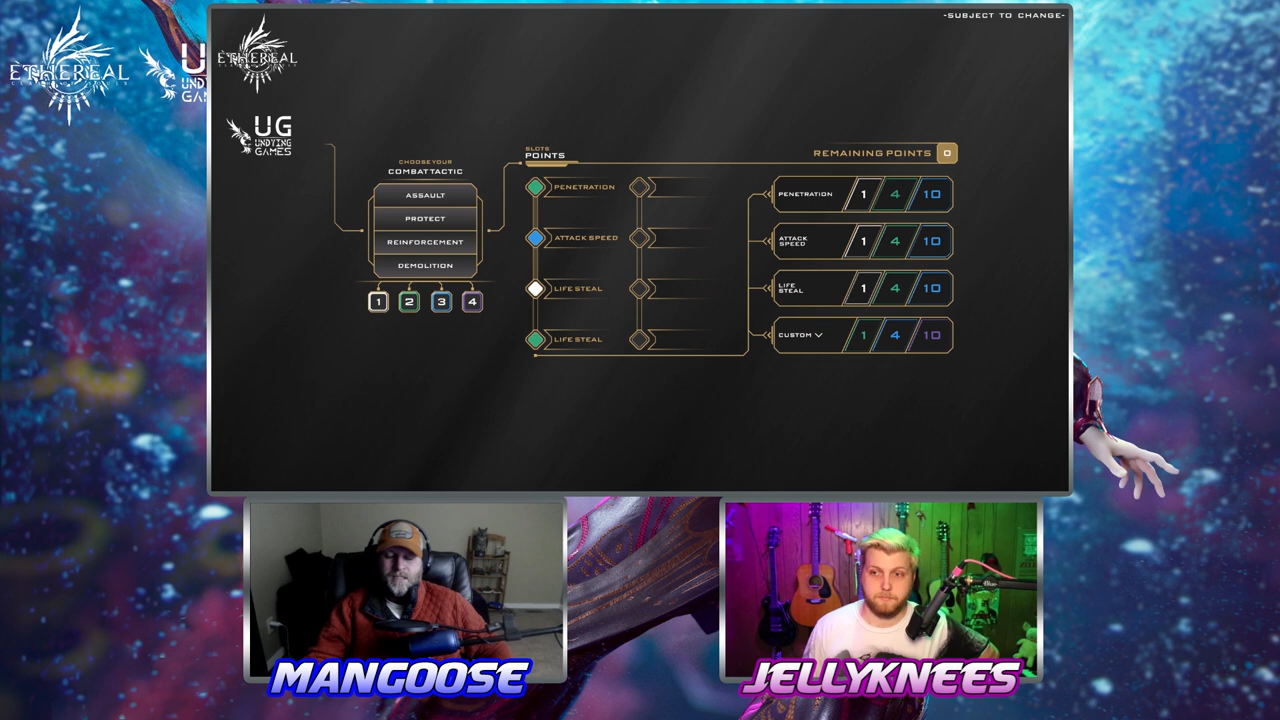 -SUBJECT TO CHANGE-
ETHEREAL
ETHEREAL
UG
UNDYING
GAMES
CHOOSE YOUR
COMBAT TACTIC
ASSAULT
PROTECT
REINFORCEMENT
DEMOLITION
1 2 3 4
SLOTS
POINTS
PENETRATION
ATTACK SPEED
LIFE STEAL
LIFE STEAL
REMAINING POINTS 0
PENETRATION 1 4 10
ATTACK
SPEED 1 4 10
LIFE
STEAL 1 4 10
CUSTOM 1 4 10
MANGOOSE
JELLYKNEES